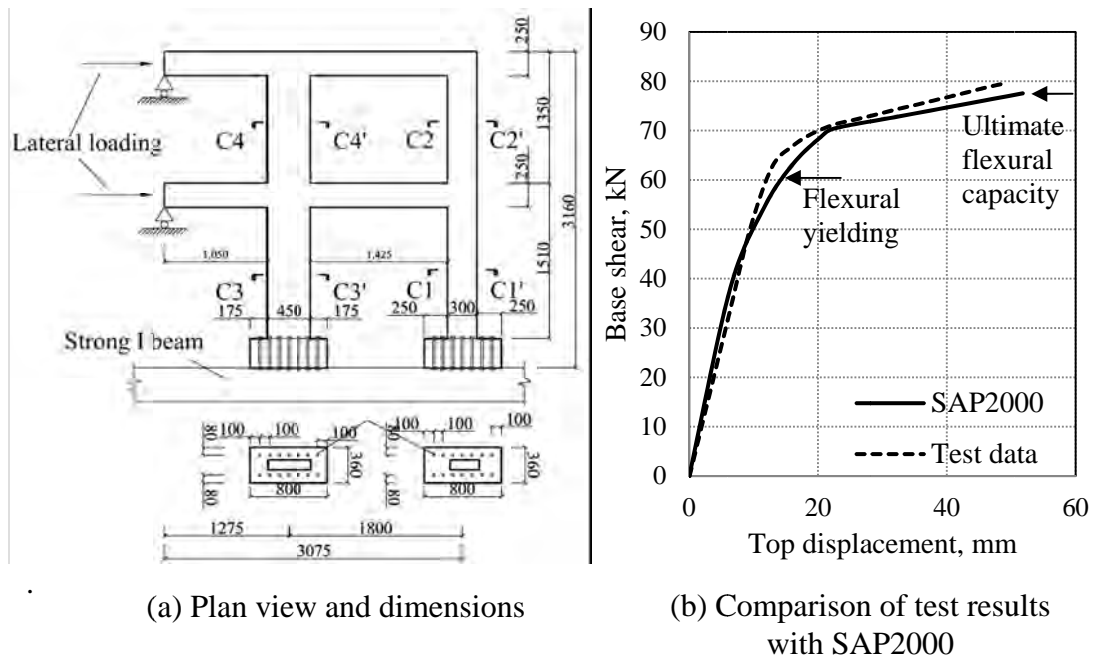 250
Lateral loading
C4
C4'
C2
C2'
1350
250
3160
1,050
1,425
1510
C3
C3'
C1
C1'
175
450
175
250
300
250
Strong I beam
80
100
100
100
80
100
100
100
360
360
80
800
80
800
1275
1800
3075
(a) Plan view and dimensions
90
80
70
60
50
40
30
20
10
0
Base shear, kN
Ultimate
flexural
capacity
Flexural
yielding
SAP2000
Test data
0
20
40
60
Top displacement, mm
(b) Comparison of test results
with SAP2000